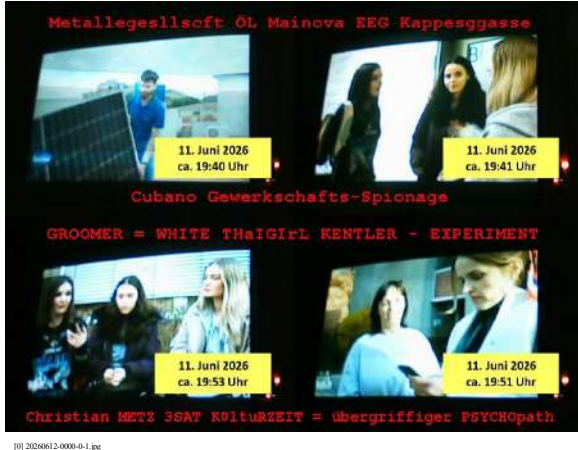 Metallegesllscft ÖL Mainova EEG Kappesggasse
11. Juni 2026
ca. 19:40 Uhr
11. Juni 2026
ca. 19:41 Uhr
Cubano Gewerkschafts-Spionage
GROOMER = WHITE THaIGIrL KENTLER - EXPERIMENT
11. Juni 2026
ca. 19:53 Uhr
11. Juni 2026
ca. 19:51 Uhr
Christian METZ 3SAT KUltuRZEIT = übergriffiger PSYCHOpath
[0] 20260612-0000-0-1.jpg